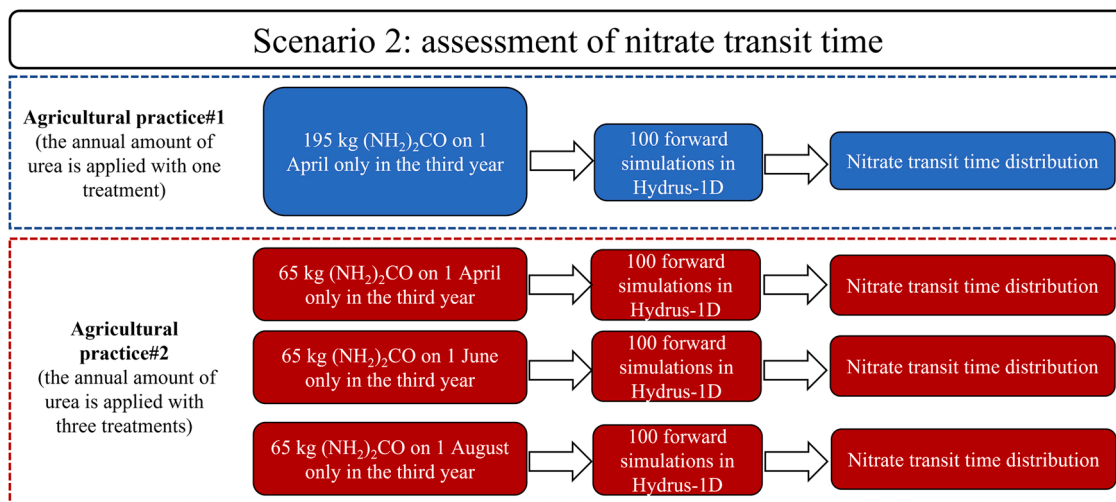 Scenario 2: assessment of nitrate transit time
Agricultural practice#1
(the annual amount of
urea is applied with one
treatment)
195 kg (NH₂)₂CO on 1
April only in the third year
100 forward
simulations in
Hydrus-1D
Nitrate transit time distribution
Agricultural
practice#2
(the annual amount of
urea is applied with
three treatments)
65 kg (NH₂)₂CO on 1 April
only in the third year
100 forward
simulations in
Hydrus-1D
Nitrate transit time distribution
65 kg (NH₂)₂CO on 1 June
only in the third year
100 forward
simulations in
Hydrus-1D
Nitrate transit time distribution
65 kg (NH₂)₂CO on 1 August
only in the third year
100 forward
simulations in
Hydrus-1D
Nitrate transit time distribution